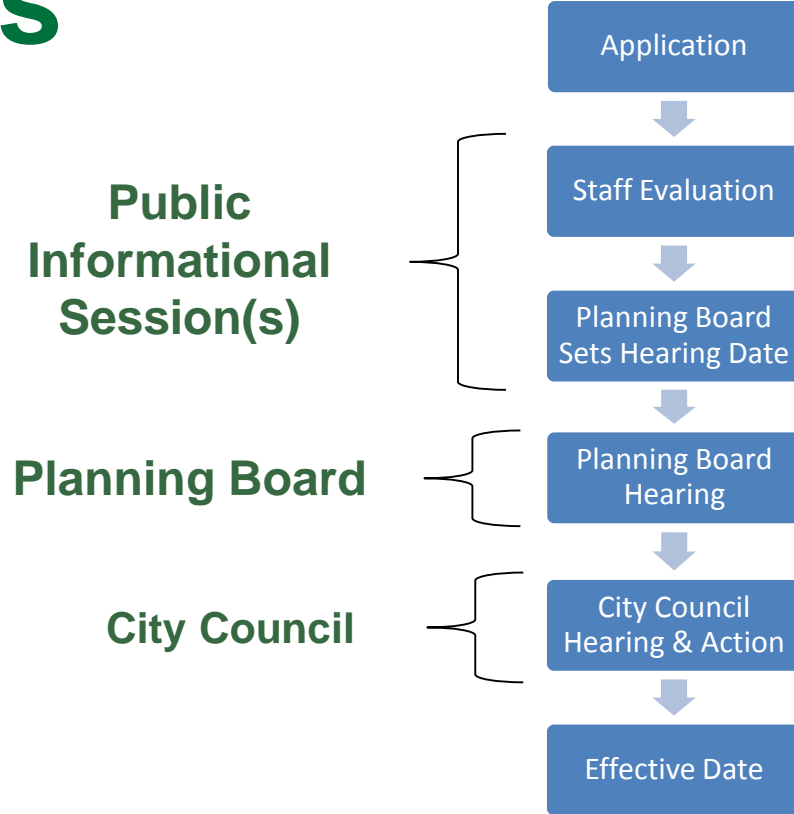 s
Application
Public
Informational
Session(s)
Staff Evaluation
Planning Board
Sets Hearing Date
Planning Board
Planning Board
Hearing
City Council
City Council
Hearing & Action
Effective Date